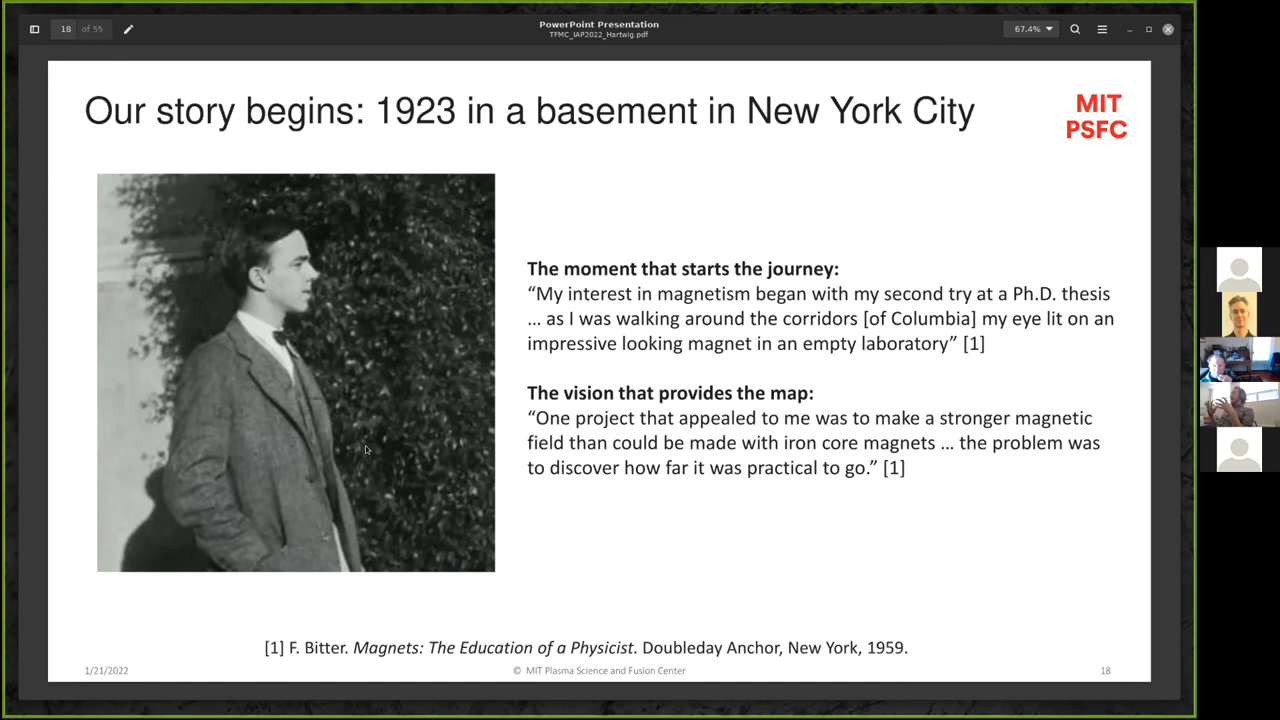 PowerPoint Presentation
TFMC_IAP2022_Hartwig.pdf
18 of 55
67.4%
Our story begins: 1923 in a basement in New York City
MIT
PSFC
The moment that starts the journey:
“My interest in magnetism began with my second try at a Ph.D. thesis
... as I was walking around the corridors [of Columbia] my eye lit on an
impressive looking magnet in an empty laboratory” [1]
The vision that provides the map:
“One project that appealed to me was to make a stronger magnetic
field than could be made with iron core magnets ... the problem was
to discover how far it was practical to go.” [1]
[1] F. Bitter. Magnets: The Education of a Physicist. Doubleday Anchor, New York, 1959.
1/21/2022
© MIT Plasma Science and Fusion Center
18